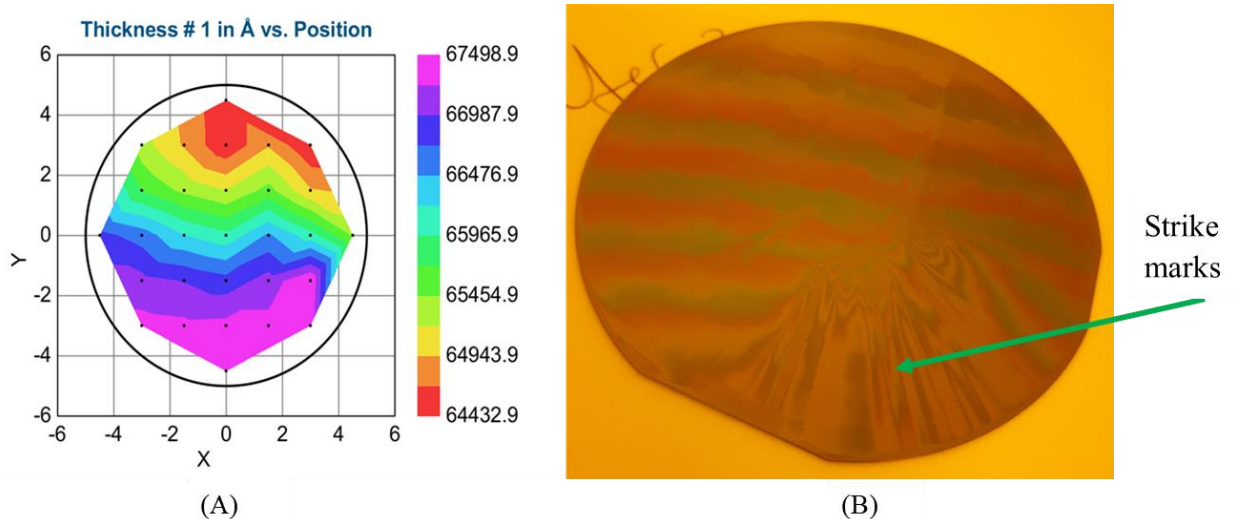 Thickness # 1 in Å vs. Position
6
4
2
0
-2
-4
-6
Y
-6 -4 -2 0 2 4 6
X
67498.9
66987.9
66476.9
65965.9
65454.9
64943.9
64432.9
Strike
marks
(A)
(B)